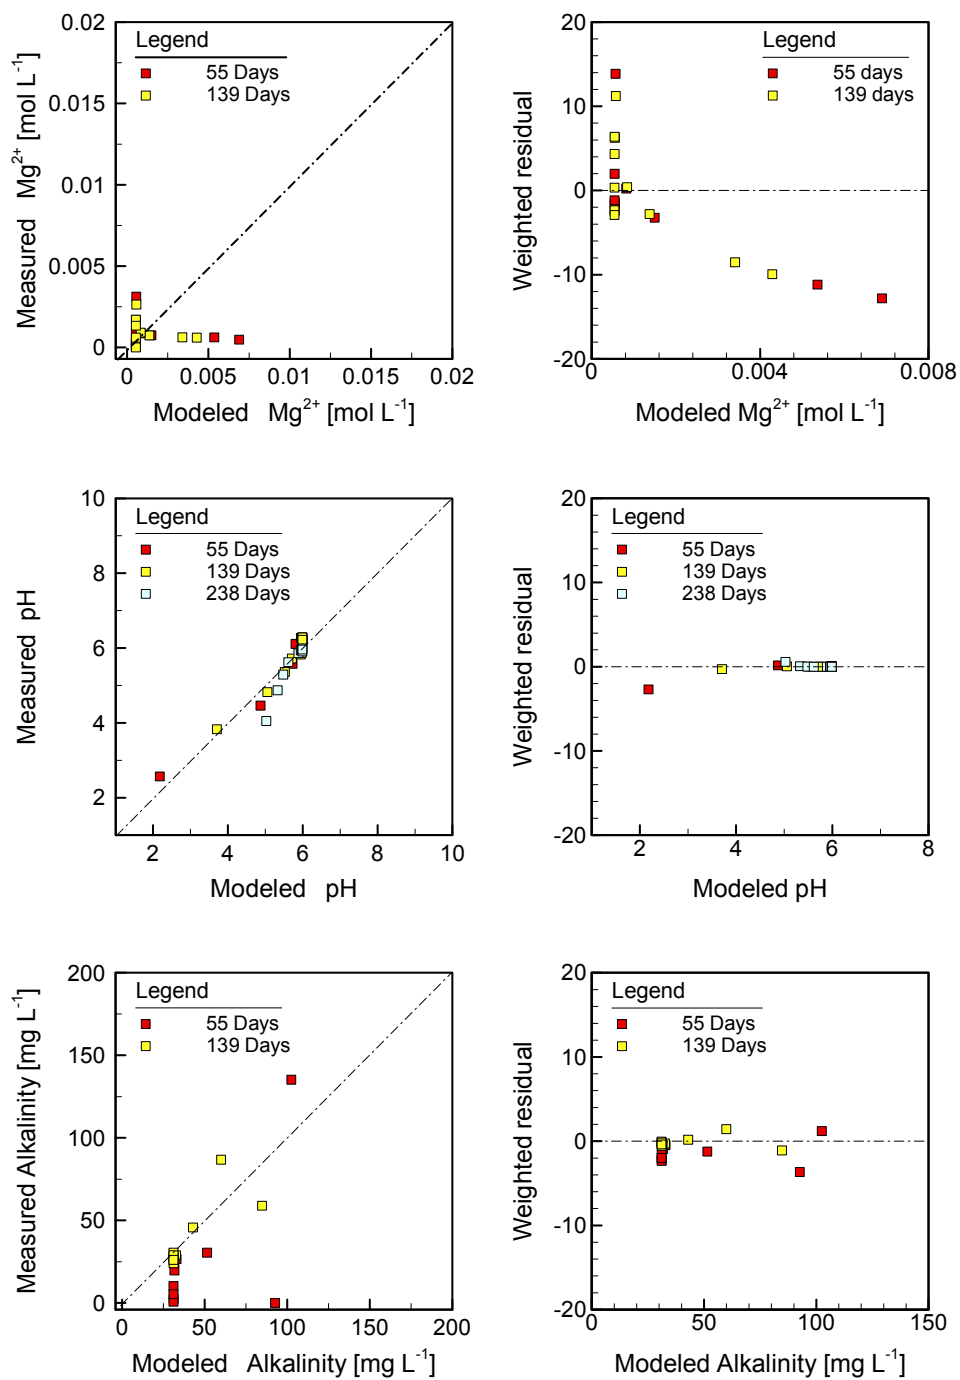 0.02
0.015
0.01
0.005
0
Measured Mg2+ [mol L-1]
Legend
55 Days
139 Days
0 0.005 0.01 0.015 0.02
Modeled Mg2+ [mol L-1]
20
10
0
-10
-20
Weighted residual
Legend
55 days
139 days
0 0.004 0.008
Modeled Mg2+ [mol L-1]
10
8
6
4
2
Measured pH
Legend
55 Days
139 Days
238 Days
2 4 6 8 10
Modeled pH
20
10
0
-10
-20
Weighted residual
Legend
55 Days
139 Days
238 Days
2 4 6 8
Modeled pH
200
150
100
50
0
Measured Alkalinity [mg L-1]
Legend
55 Days
139 Days
0 50 100 150 200
Modeled Alkalinity [mg L-1]
20
10
0
-10
-20
Weighted residual
Legend
55 Days
139 Days
0 50 100 150
Modeled Alkalinity [mg L-1]